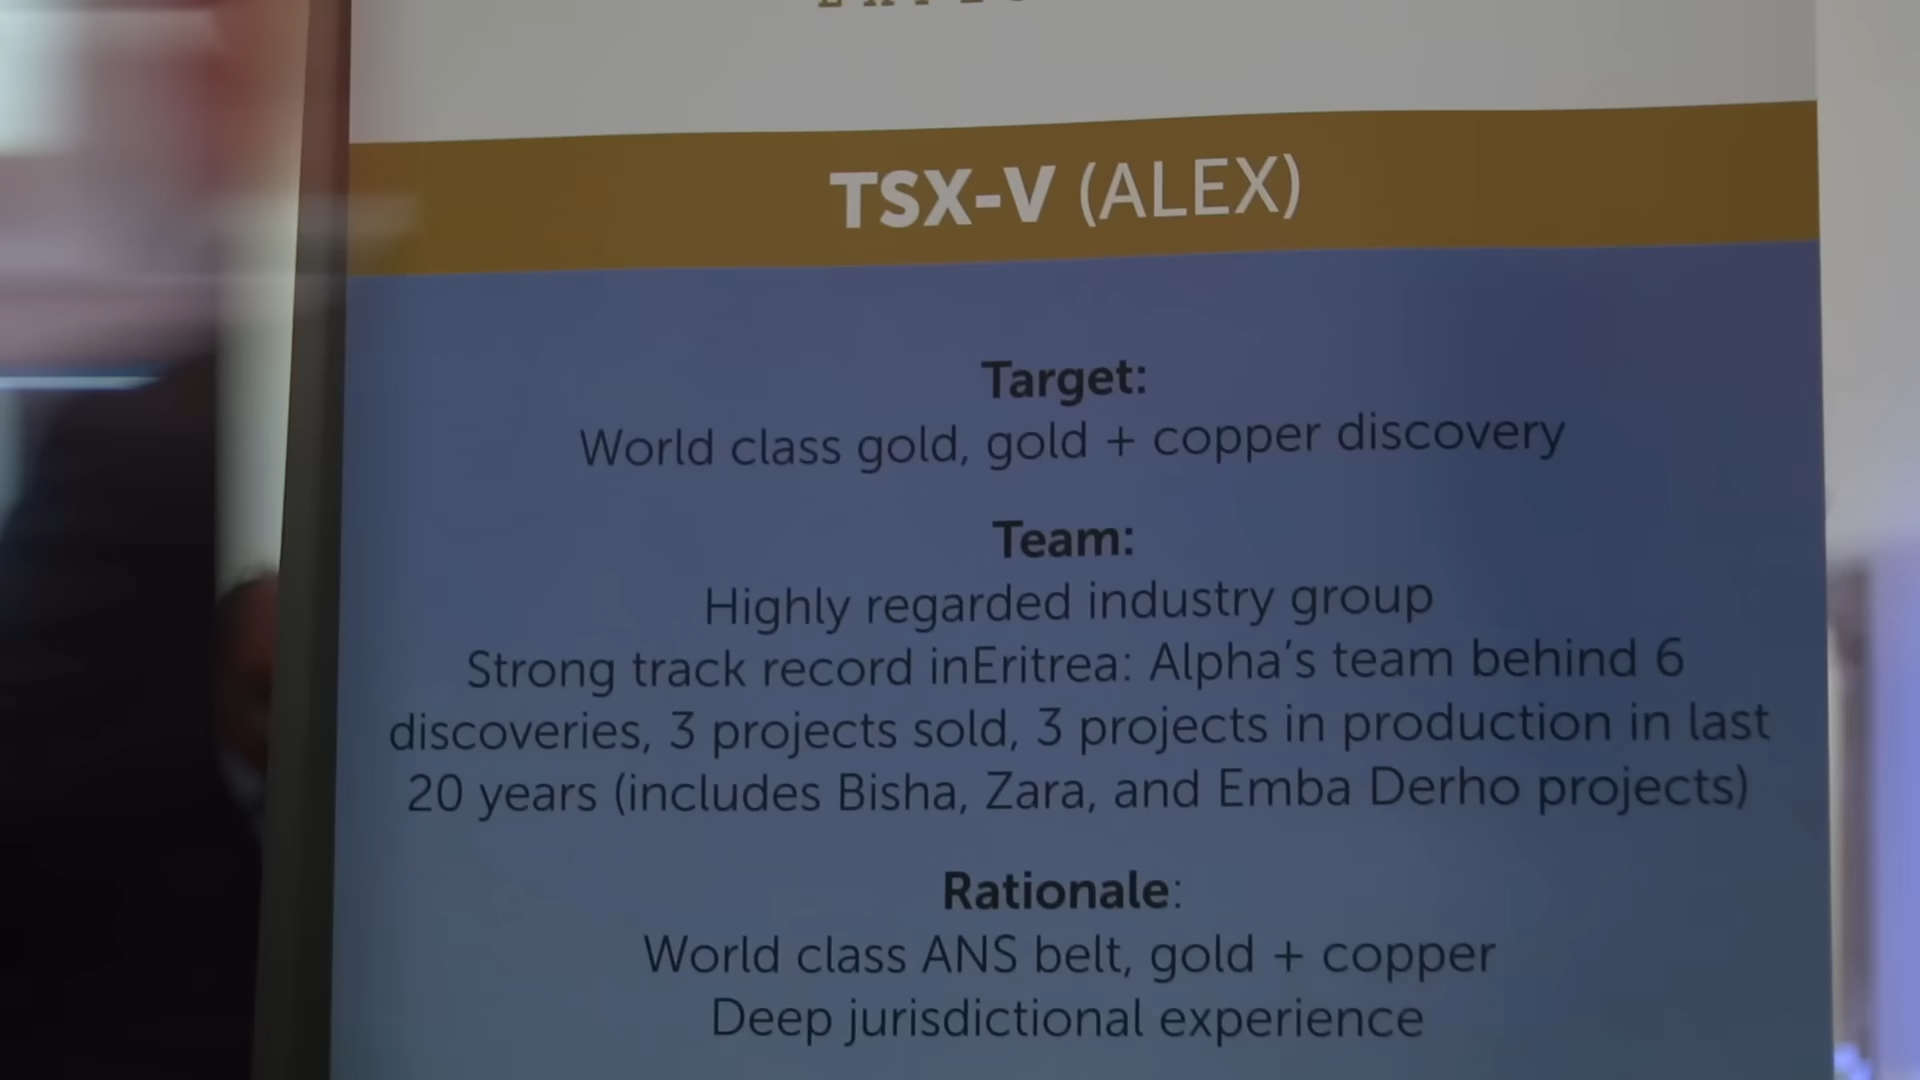 TSX-V (ALEX)
Target:
World class gold, gold + copper discovery
Team:
Highly regarded industry group
Strong track record inEritrea: Alpha's team behind 6
discoveries, 3 projects sold, 3 projects in production in last
20 years (includes Bisha, Zara, and Emba Derho projects)
Rationale:
World class ANS belt, gold + copper
Deep jurisdictional experience